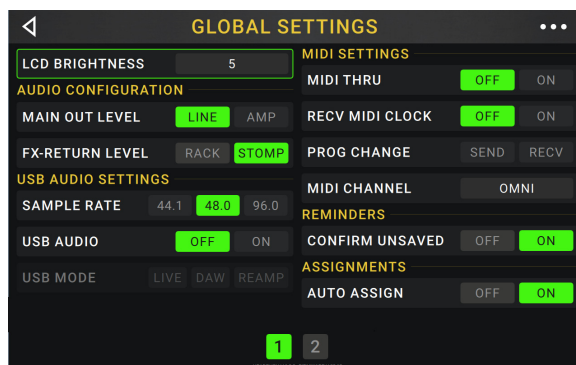 GLOBAL SETTINGS
LCD BRIGHTNESS 5
AUDIO CONFIGURATION
MAIN OUT LEVEL LINE AMP
FX-RETURN LEVEL RACK STOMP
USB AUDIO SETTINGS
SAMPLE RATE 44.1 48.0 96.0
USB AUDIO OFF ON
USB MODE LIVE DAW REAMP
MIDI SETTINGS
MIDI THRU OFF ON
RECV MIDI CLOCK OFF ON
PROG CHANGE SEND RECV
MIDI CHANNEL OMNI
REMINDERS
CONFIRM UNSAVED OFF ON
ASSIGNMENTS
AUTO ASSIGN OFF ON
1 2